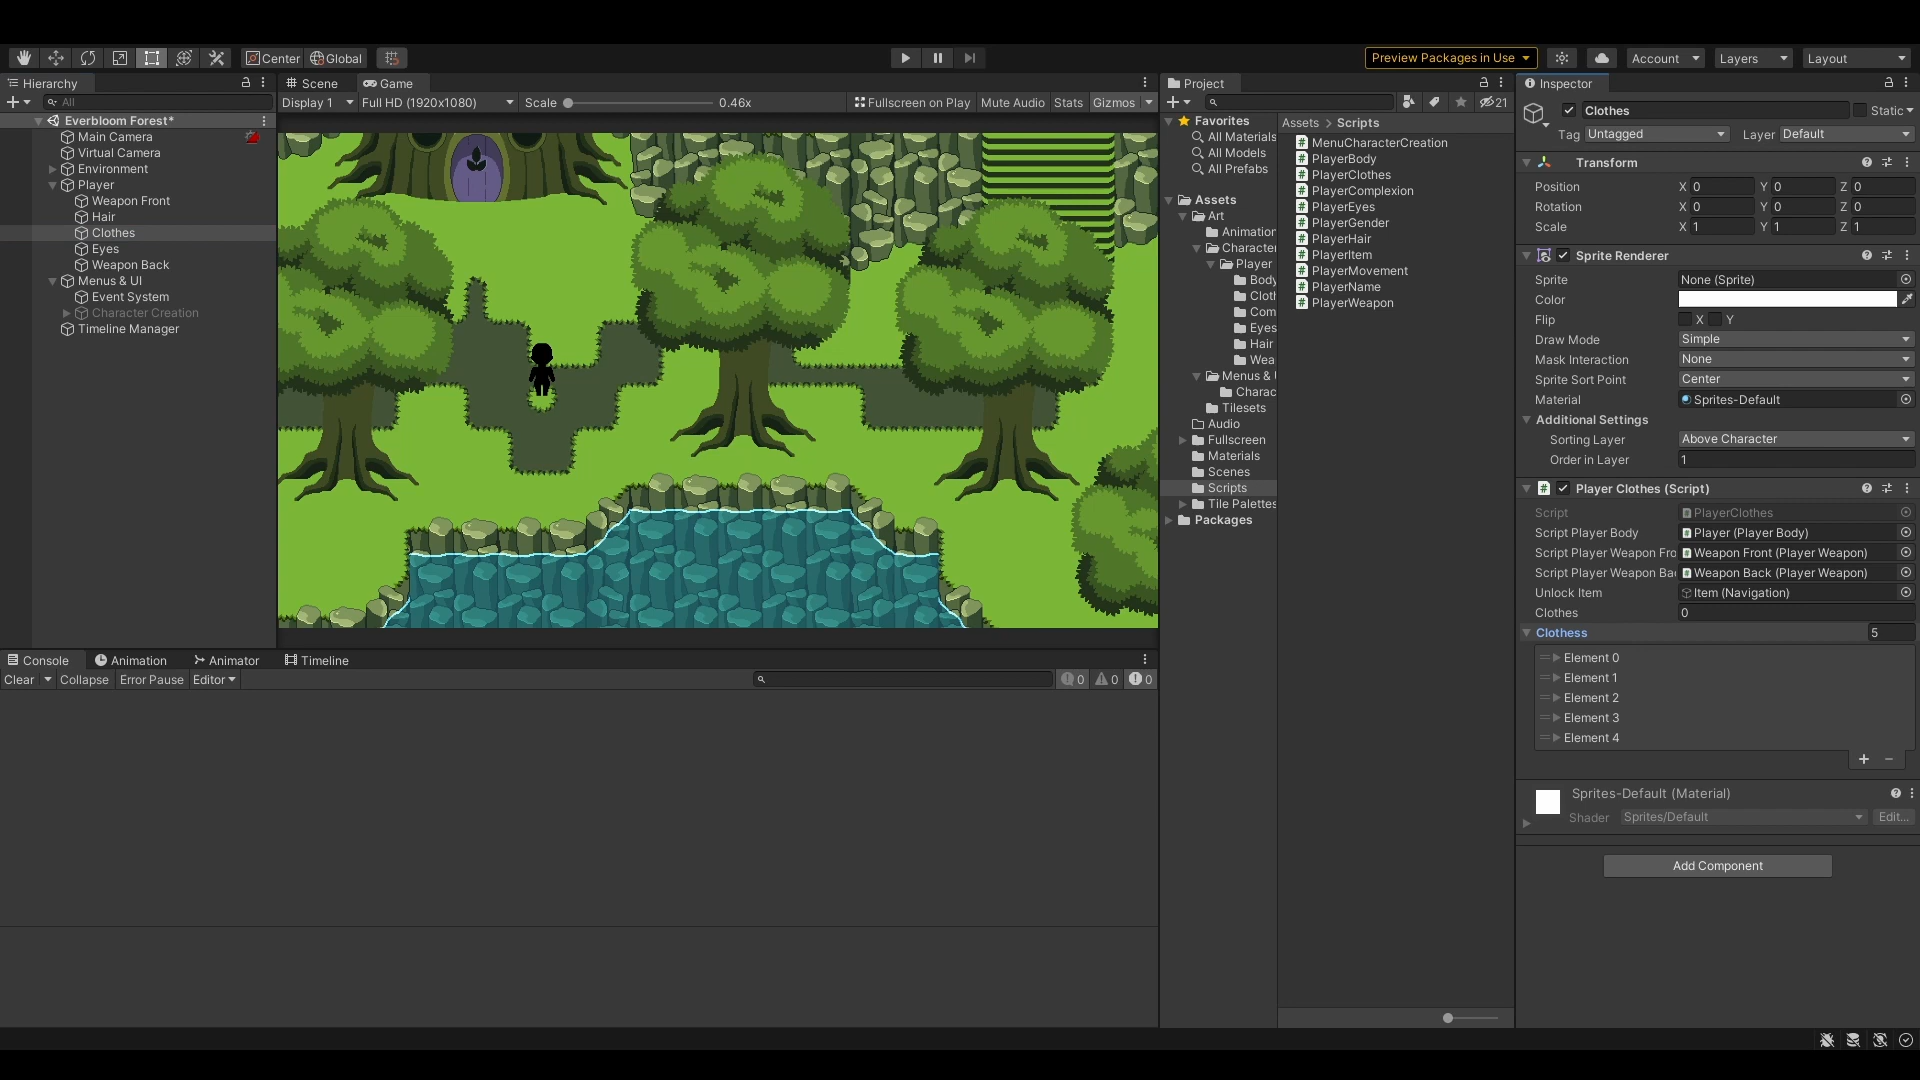 Center
Global
Preview Packages in Use
Account
Layers
Layout
Hierarchy
All
Everbloom Forest*
Main Camera
Virtual Camera
Environment
Player
Weapon Front
Hair
Clothes
Eyes
Weapon Back
Menus & UI
Event System
Character Creation
Timeline Manager
Scene
Game
Display 1
Full HD (1920x1080)
Scale
0.46x
Fullscreen on Play
Mute Audio
Stats
Gizmos
Console
Animation
Animator
Timeline
Clear
Collapse
Error Pause
Editor
0
0
0
Project
21
Favorites
All Materials
All Models
All Prefabs
Assets
Art
Animation
Character
Player
Body
Cloth
Com
Eyes
Hair
Wea
Menus & 
Charac
Tilesets
Audio
Fullscreen
Materials
Scenes
Scripts
Tile Palettes
Packages
Assets > Scripts
MenuCharacterCreation
PlayerBody
PlayerClothes
PlayerComplexion
PlayerEyes
PlayerGender
PlayerHair
PlayerItem
PlayerMovement
PlayerName
PlayerWeapon
Inspector
Clothes
Static
Tag Untagged Layer Default
Transform
Position X 0 Y 0 Z 0
Rotation X 0 Y 0 Z 0
Scale X 1 Y 1 Z 1
Sprite Renderer
Sprite None (Sprite)
Color
Flip X Y
Draw Mode Simple
Mask Interaction None
Sprite Sort Point Center
Material Sprites-Default
Additional Settings
Sorting Layer Above Character
Order in Layer 1
Player Clothes (Script)
Script PlayerClothes
Script Player Body Player (Player Body)
Script Player Weapon Fro Weapon Front (Player Weapon)
Script Player Weapon Bac Weapon Back (Player Weapon)
Unlock Item Item (Navigation)
Clothes 0
Clothess 5
Element 0
Element 1
Element 2
Element 3
Element 4
Sprites-Default (Material)
Shader Sprites/Default Edit...
Add Component